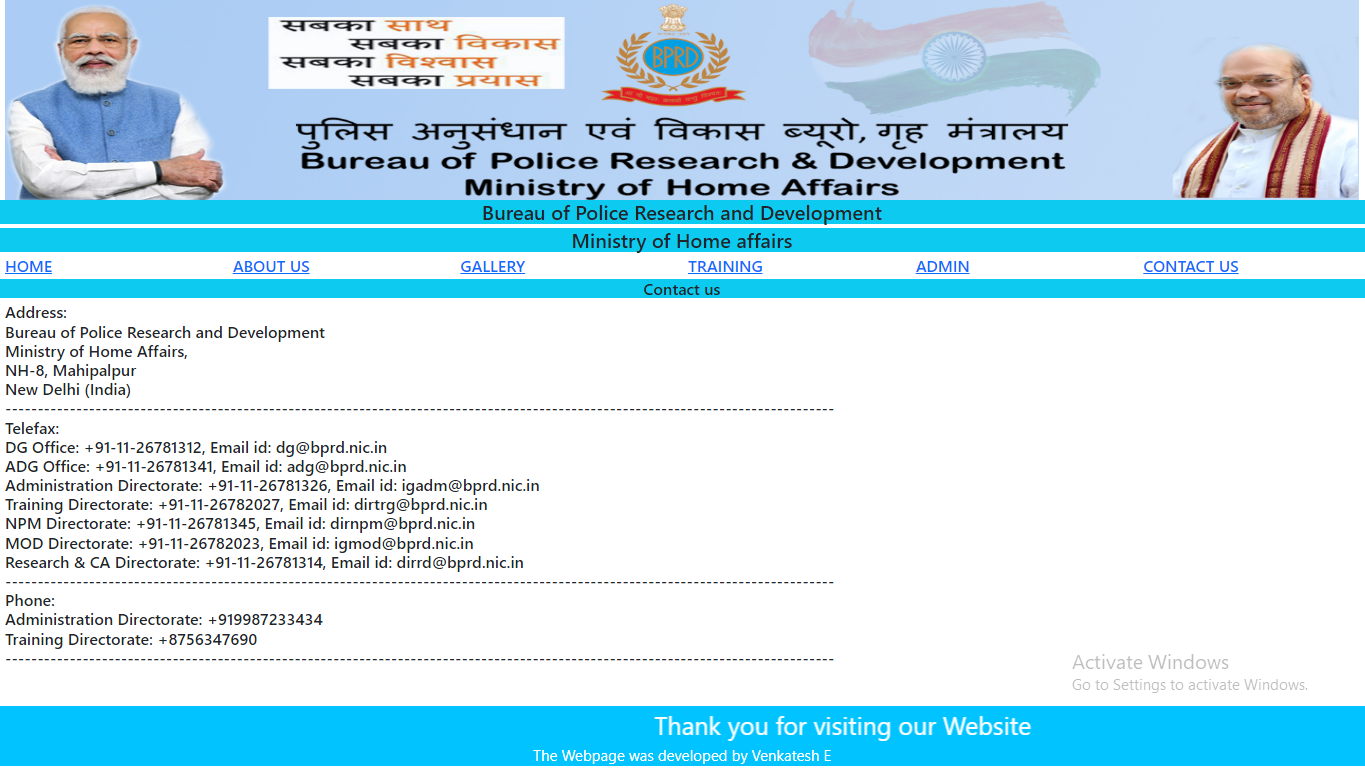 सबका साथ
सबका विकास
सबका विश्वास
सबका प्रयास
BPRD
पुलिस अनुसंधान एवं विकास ब्यूरो, गृह मंत्रालय
Bureau of Police Research & Development
Ministry of Home Affairs
Bureau of Police Research and Development
Ministry of Home affairs
HOME ABOUT US GALLERY TRAINING ADMIN CONTACT US
Contact us
Address:
Bureau of Police Research and Development
Ministry of Home Affairs,
NH-8, Mahipalpur
New Delhi (India)
Telefax:
DG Office: +91-11-26781312, Email id: dg@bprd.nic.in
ADG Office: +91-11-26781341, Email id: adg@bprd.nic.in
Administration Directorate: +91-11-26781326, Email id: igadm@bprd.nic.in
Training Directorate: +91-11-26782027, Email id: dirtrg@bprd.nic.in
NPM Directorate: +91-11-26781345, Email id: dirnpm@bprd.nic.in
MOD Directorate: +91-11-26782023, Email id: igmod@bprd.nic.in
Research & CA Directorate: +91-11-26781314, Email id: dirrd@bprd.nic.in
Phone:
Administration Directorate: +919987233434
Training Directorate: +8756347690
Activate Windows
Go to Settings to activate Windows.
Thank you for visiting our Website
The Webpage was developed by Venkatesh E